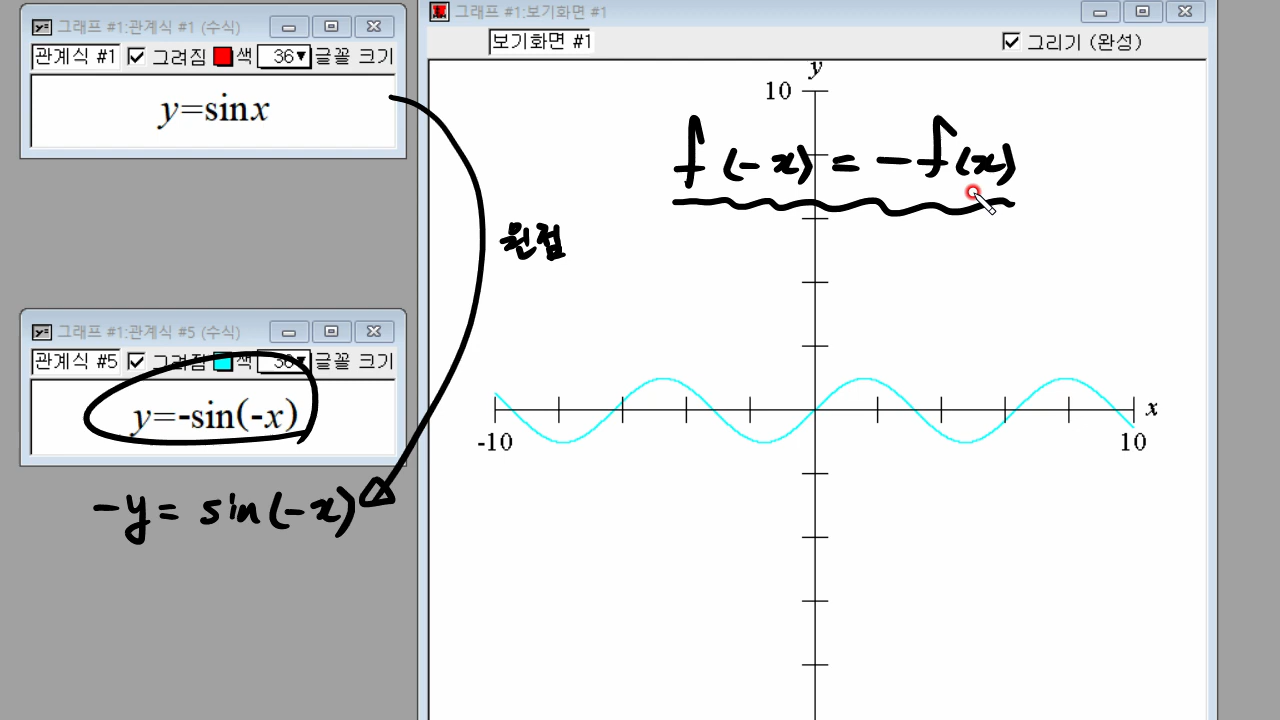 그래프 #1:관계식 #1 (수식)
관계식 #1 그려짐 색 36 글꼴 크기
y=sinx
그래프 #1:관계식 #5 (수식)
관계식 #5 그려짐 색 36 글꼴 크기
y=-sin(-x)
-y = sin(-x)
원점
그래프 #1:보기화면 #1
보기화면 #1 그리기 (완성)
y
10
f(-x) = -f(x)
x
-10 10